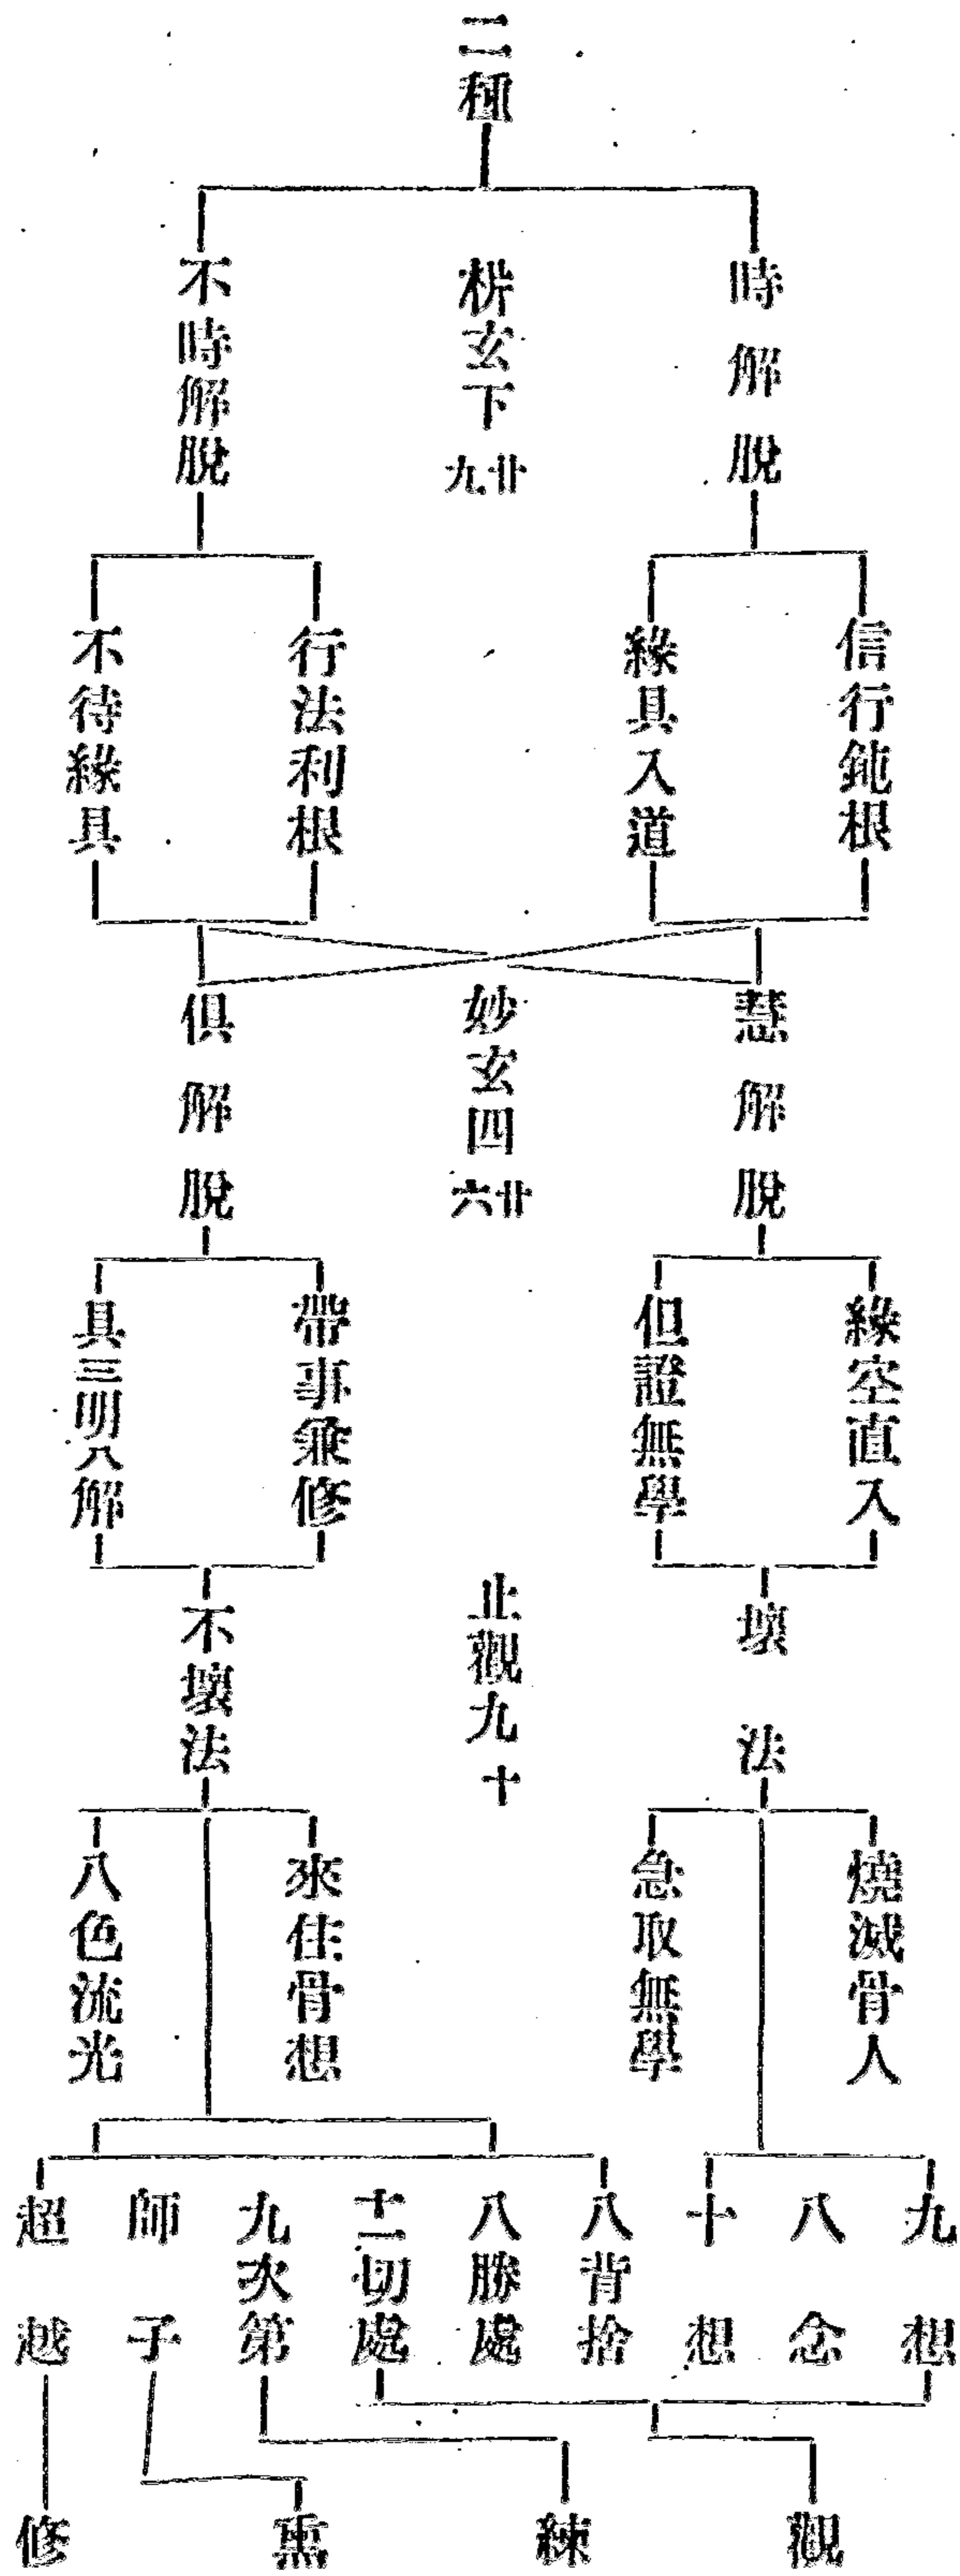 二種
時解脫
析玄下廿九
不時解脫
信行鈍根
緣具入道
行法利根
不待緣具
慧解脫
妙玄四廿六
俱解脫
緣空直入
但證無學
帶事兼修
具三明八解
壞法
止觀九十
不壞法
燒滅骨人
急取無學
來住骨想
八色流光
九想
八念
十想
八背捨
八勝處
十一切處
九次第
師子
超越
觀
練
熏
修